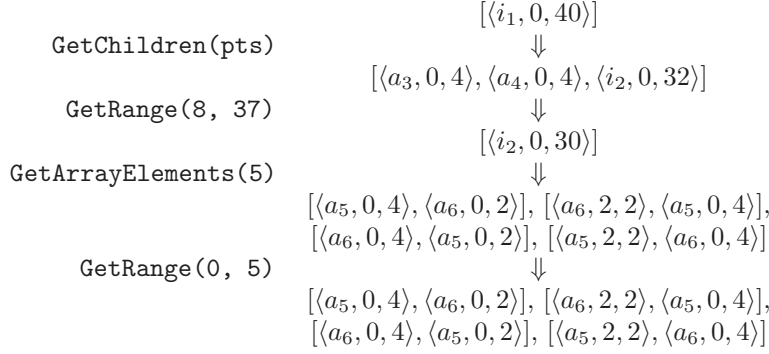 [⟨i₁, 0, 40⟩]
GetChildren(pts) ⇓
[⟨a₃, 0, 4⟩, ⟨a₄, 0, 4⟩, ⟨i₂, 0, 32⟩]
GetRange(8, 37) ⇓
[⟨i₂, 0, 30⟩]
GetArrayElements(5) ⇓
[⟨a₅, 0, 4⟩, ⟨a₆, 0, 2⟩], [⟨a₆, 2, 2⟩, ⟨a₅, 0, 4⟩],
[⟨a₆, 0, 4⟩, ⟨a₅, 0, 2⟩], [⟨a₅, 2, 2⟩, ⟨a₆, 0, 4⟩]
GetRange(0, 5) ⇓
[⟨a₅, 0, 4⟩, ⟨a₆, 0, 2⟩], [⟨a₆, 2, 2⟩, ⟨a₅, 0, 4⟩],
[⟨a₆, 0, 4⟩, ⟨a₅, 0, 2⟩], [⟨a₅, 2, 2⟩, ⟨a₆, 0, 4⟩]